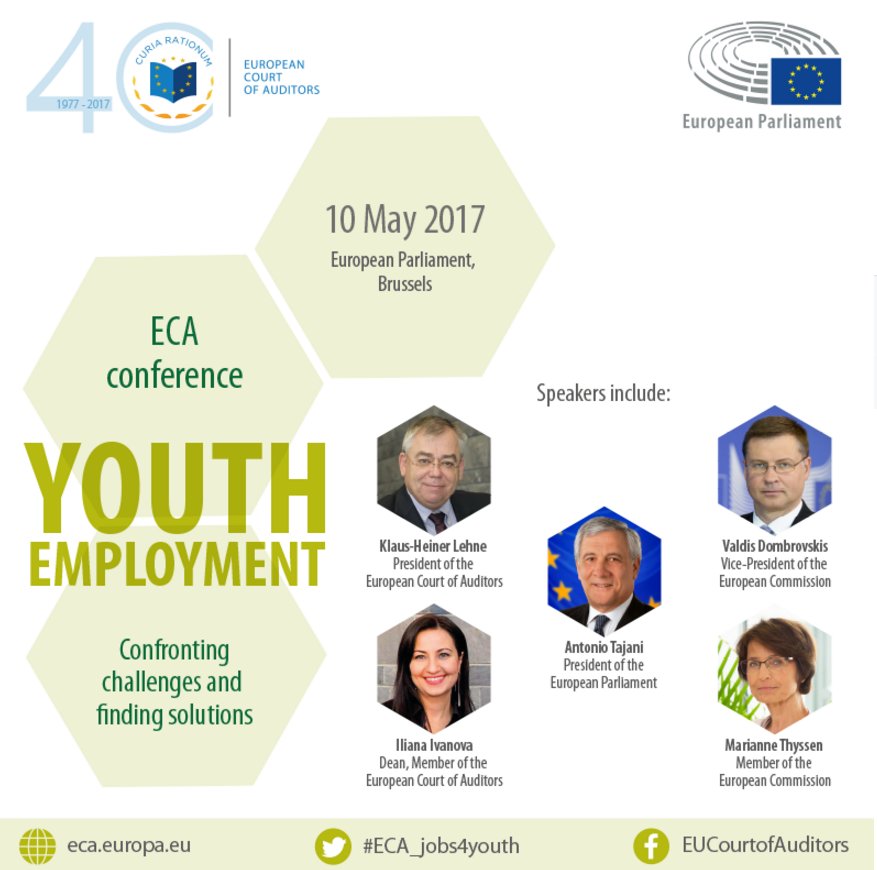 40
1977 - 2017
CURIA RATIONUM
EUROPEAN
COURT
OF AUDITORS
European Parliament
10 May 2017
European Parliament,
Brussels
ECA
conference
YOUTH
EMPLOYMENT
Confronting
challenges and
finding solutions
Speakers include:
Klaus-Heiner Lehne
President of the
European Court of Auditors
Valdis Dombrovskis
Vice-President of the
European Commission
Antonio Tajani
President of the
European Parliament
Iliana Ivanova
Dean, Member of the
European Court of Auditors
Marianne Thyssen
Member of the
European Commission
eca.europa.eu
#ECA_jobs4youth
EUCourtofAuditors